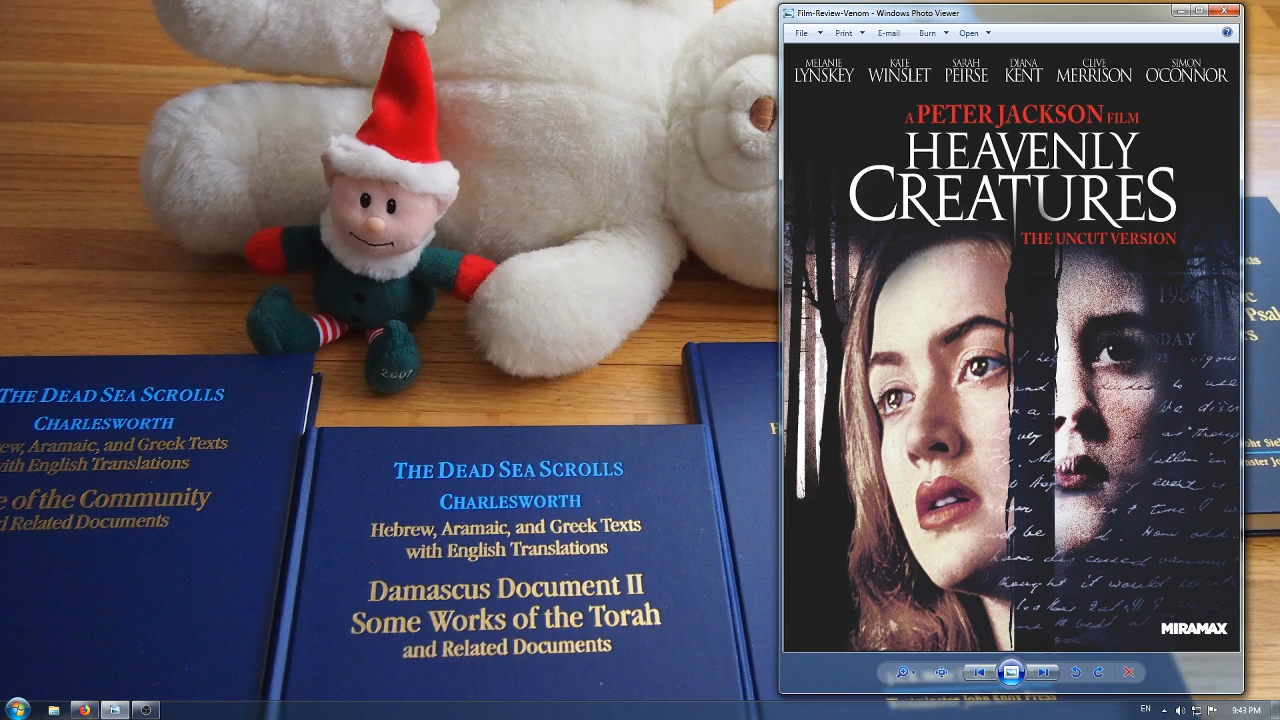 Film-Review-Venom - Windows Photo Viewer
File Print E-mail Burn Open
MELANIE LYNSKEY
KATE WINSLET
SARAH PEIRSE
DIANA KENT
CLIVE MERRISON
SIMON O'CONNOR
A PETER JACKSON FILM
HEAVENLY
CREATURES
THE UNCUT VERSION
1954
MIRAMAX
THE DEAD SEA SCROLLS
CHARLESWORTH
Aramaic, and Greek Texts
with English Translations
of the Community
Related Documents
2007
THE DEAD SEA SCROLLS
CHARLESWORTH
Hebrew, Aramaic, and Greek Texts
with English Translations
Damascus Document II
Some Works of the Torah
and Related Documents
John Knox Press
EN
9:43 PM